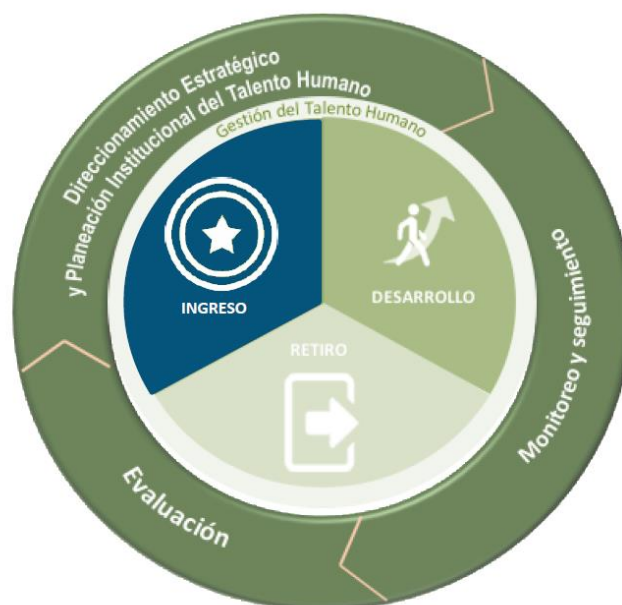 Direccionamiento Estratégico
y Planeación Institucional del Talento Humano
Gestión del Talento Humano
INGRESO
DESARROLLO
RETIRO
Monitoreo y seguimiento
Evaluación